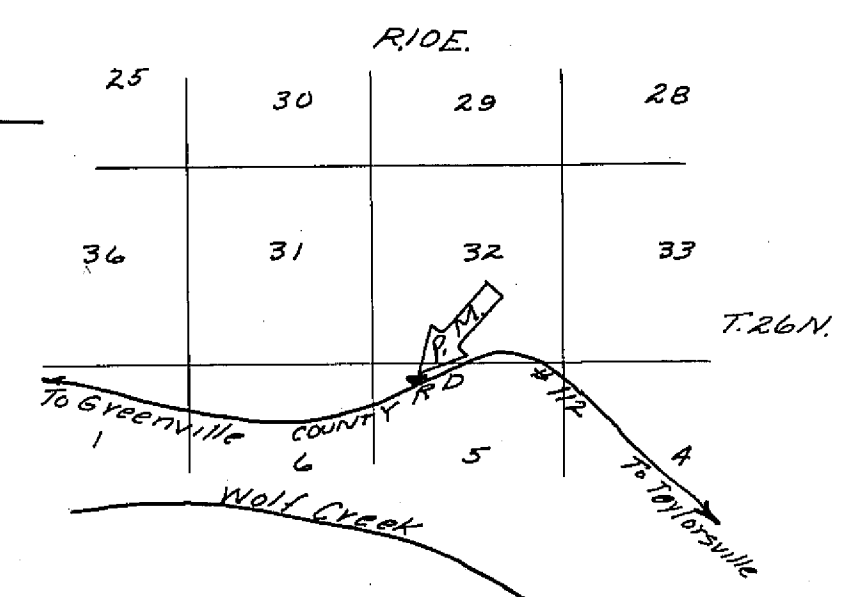 R.10E.
25 30 29 28
36 31 32 33
P.M.
T.26N.
To Greenville
COUNTY RD #112
1 6 5 A
To Taylorsville
Wolf Creek